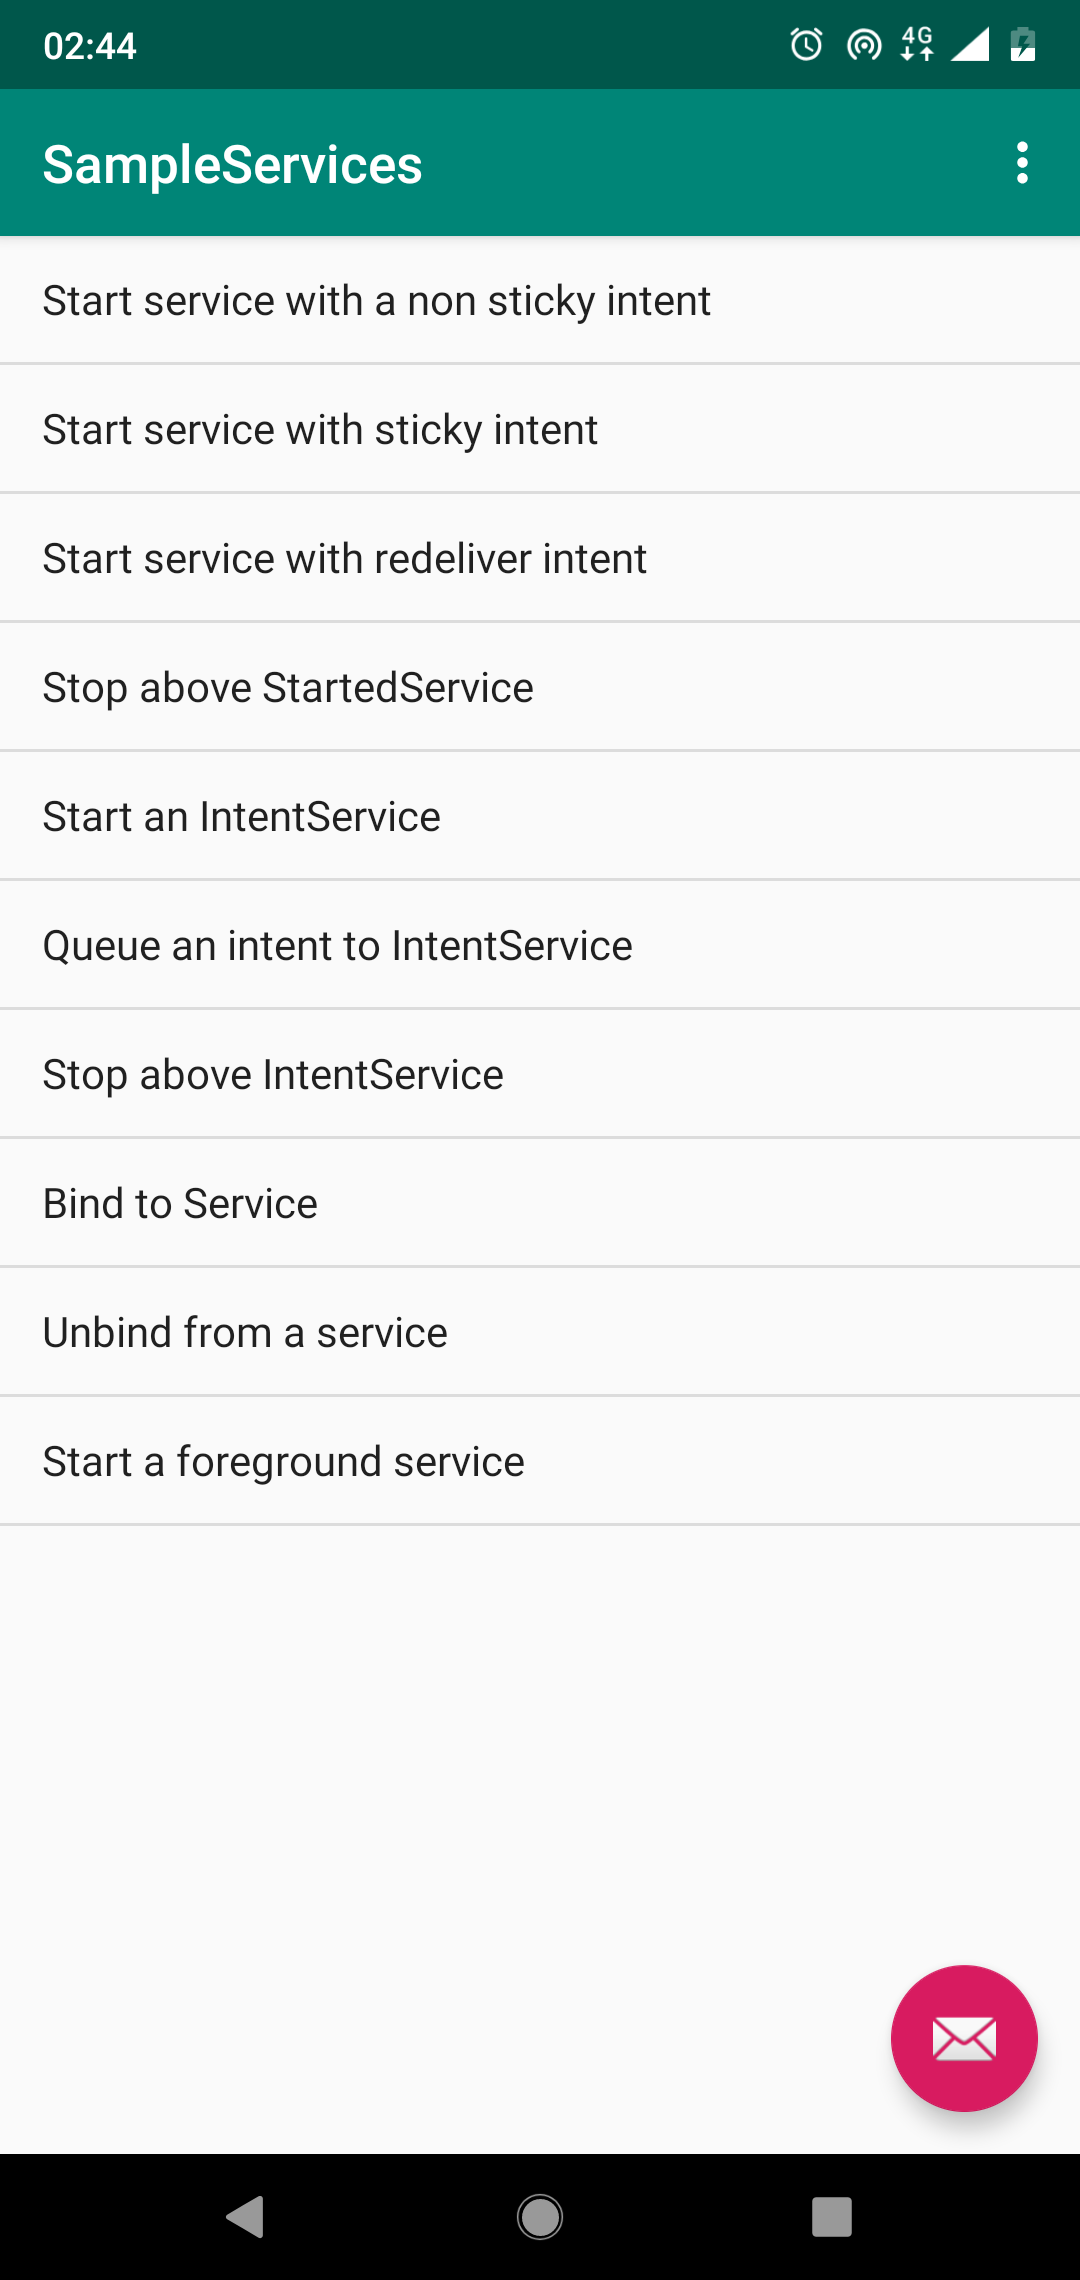 02:44
4G
SampleServices
Start service with a non sticky intent
Start service with sticky intent
Start service with redeliver intent
Stop above StartedService
Start an IntentService
Queue an intent to IntentService
Stop above IntentService
Bind to Service
Unbind from a service
Start a foreground service